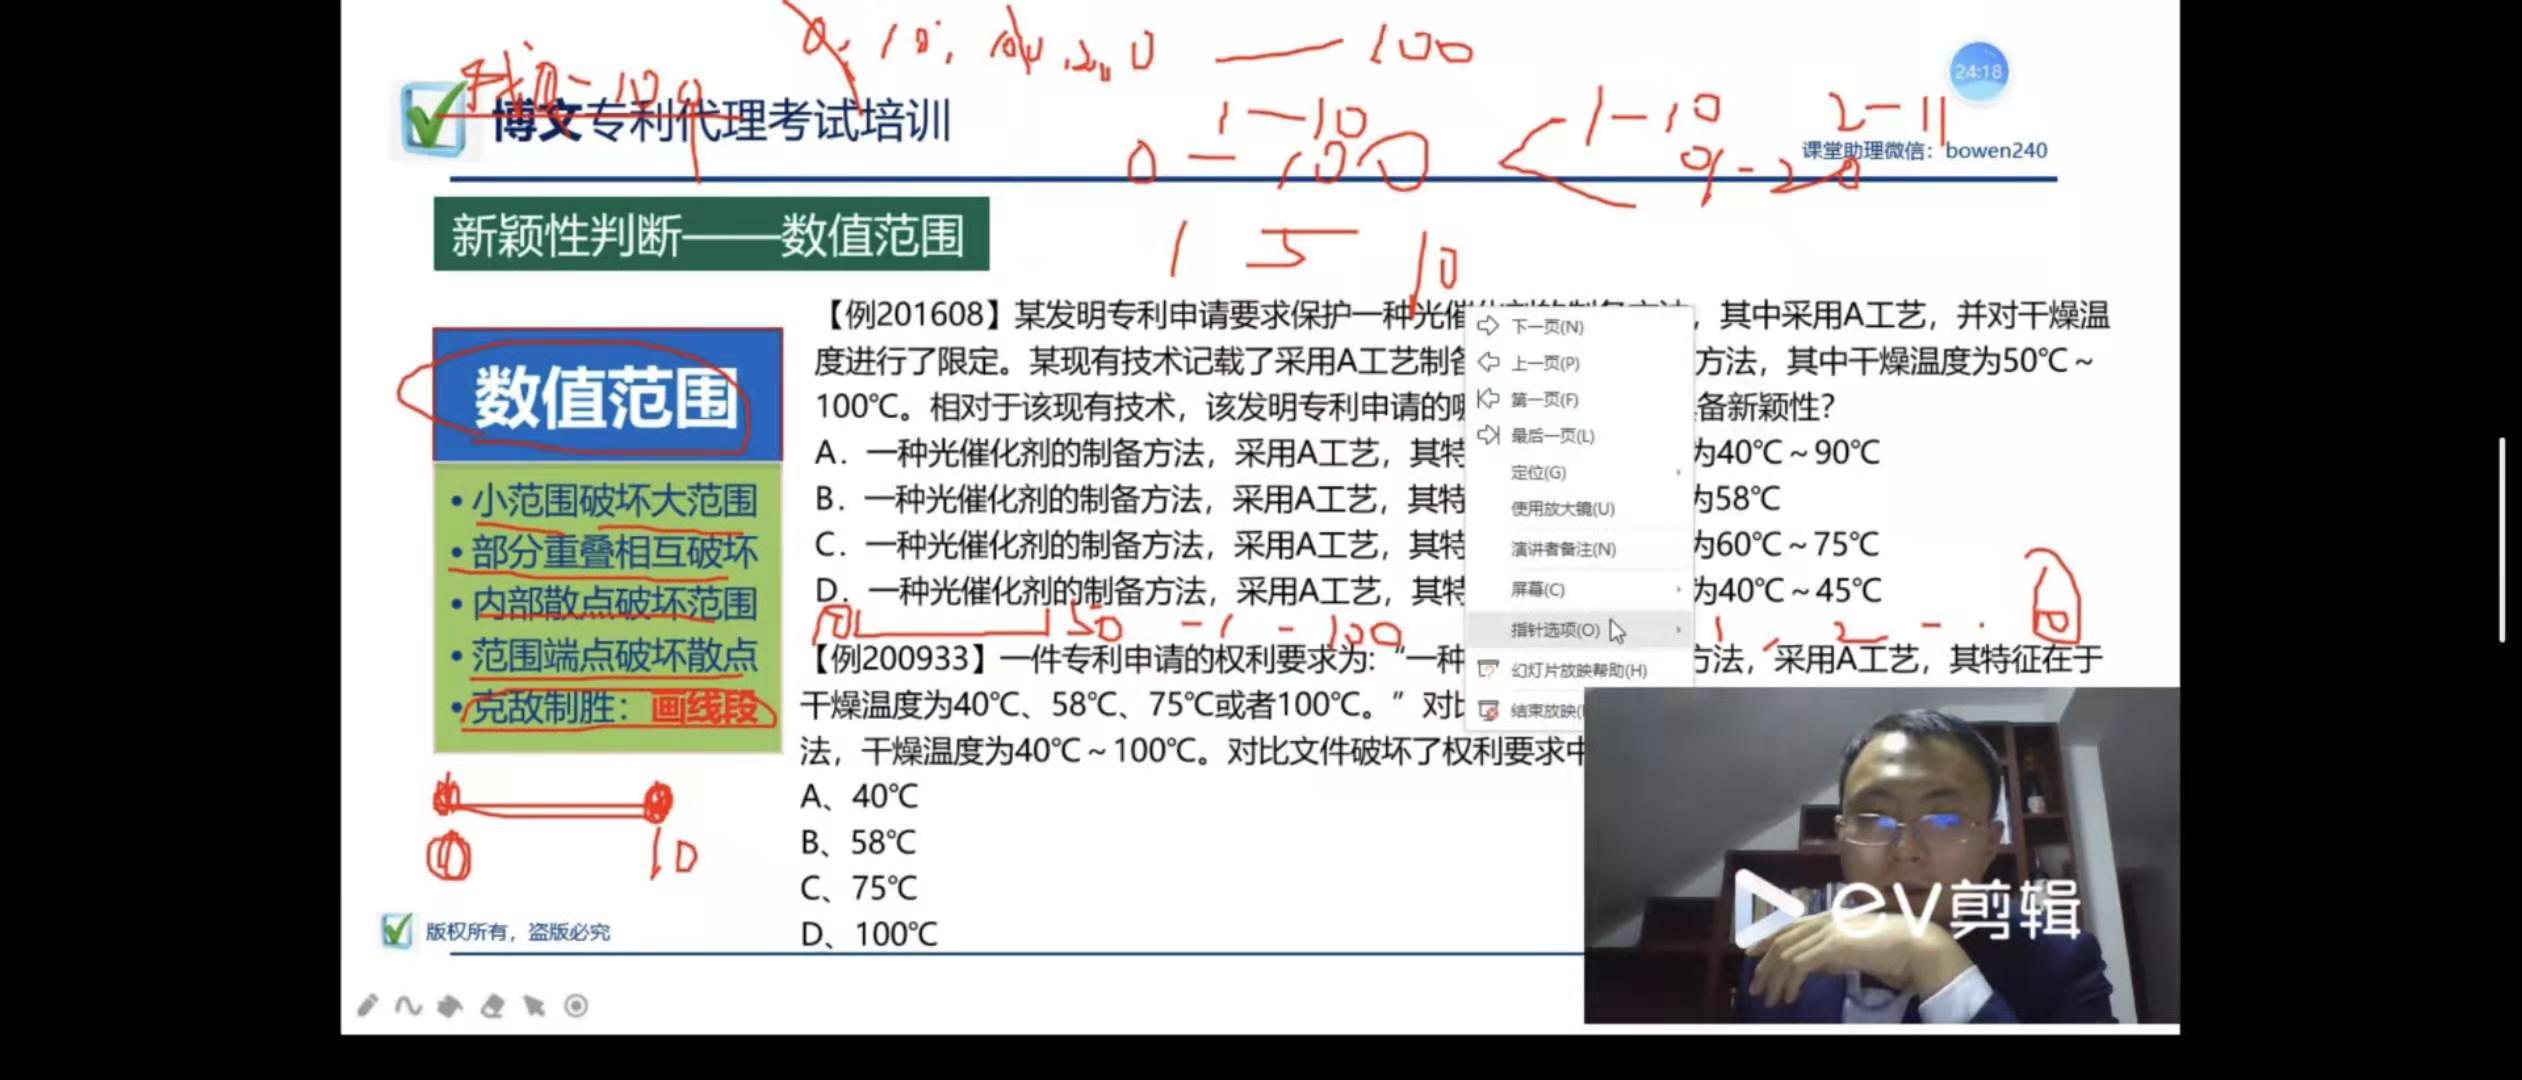 0, 10, 20 — 100
1—10
1—10 2—11
24:18
博文专利代理考试培训
0—100
9-20
课堂助理微信：bowen240
新颖性判断——数值范围
1 5 10
数值范围
• 小范围破坏大范围
• 部分重叠相互破坏
• 内部散点破坏范围
• 范围端点破坏散点
• 克敌制胜：画线段
10
【例201608】某发明专利申请要求保护一种光催 ，其中采用A工艺，并对干燥温
度进行了限定。某现有技术记载了采用A工艺制备 方法，其中干燥温度为50℃～
100℃。相对于该现有技术，该发明专利申请的哪 备新颖性？
A．一种光催化剂的制备方法，采用A工艺，其特 为40℃～90℃
B．一种光催化剂的制备方法，采用A工艺，其特 为58℃
C．一种光催化剂的制备方法，采用A工艺，其特 为60℃～75℃
D．一种光催化剂的制备方法，采用A工艺，其特 为40℃～45℃
50 - 1 - 100 1 2
【例200933】一件专利申请的权利要求为：“一种 方法，采用A工艺，其特征在于
干燥温度为40℃、58℃、75℃或者100℃。”对比
法，干燥温度为40℃～100℃。对比文件破坏了权利要求中
A、40℃
B、58℃
C、75℃
D、100℃
下一页(N)
上一页(P)
第一页(F)
最后一页(L)
定位(G)
使用放大镜(U)
演讲者备注(N)
屏幕(C)
指针选项(O)
幻灯片放映帮助(H)
结束放映(
版权所有，盗版必究
ev剪辑